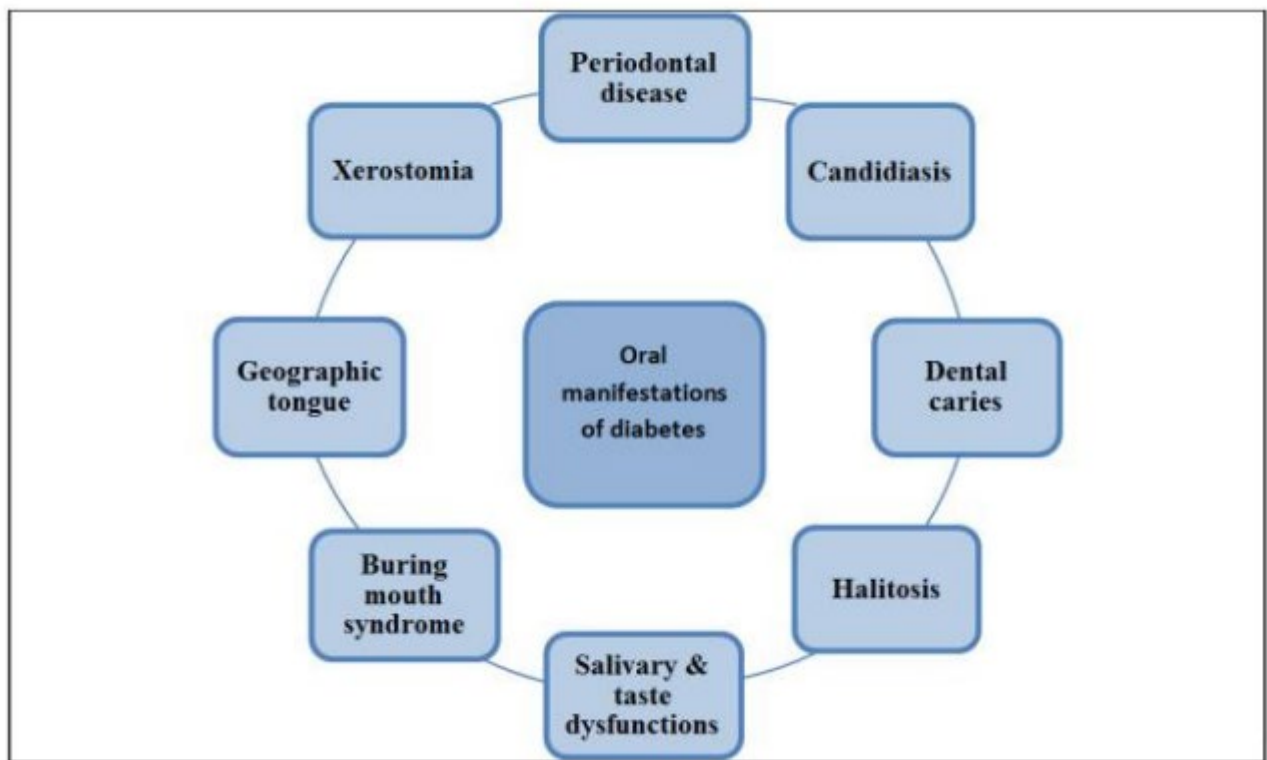 Periodontal
disease
Candidiasis
Dental
caries
Halitosis
Salivary &
taste
dysfunctions
Buring
mouth
syndrome
Geographic
tongue
Xerostomia
Oral
manifestations
of diabetes